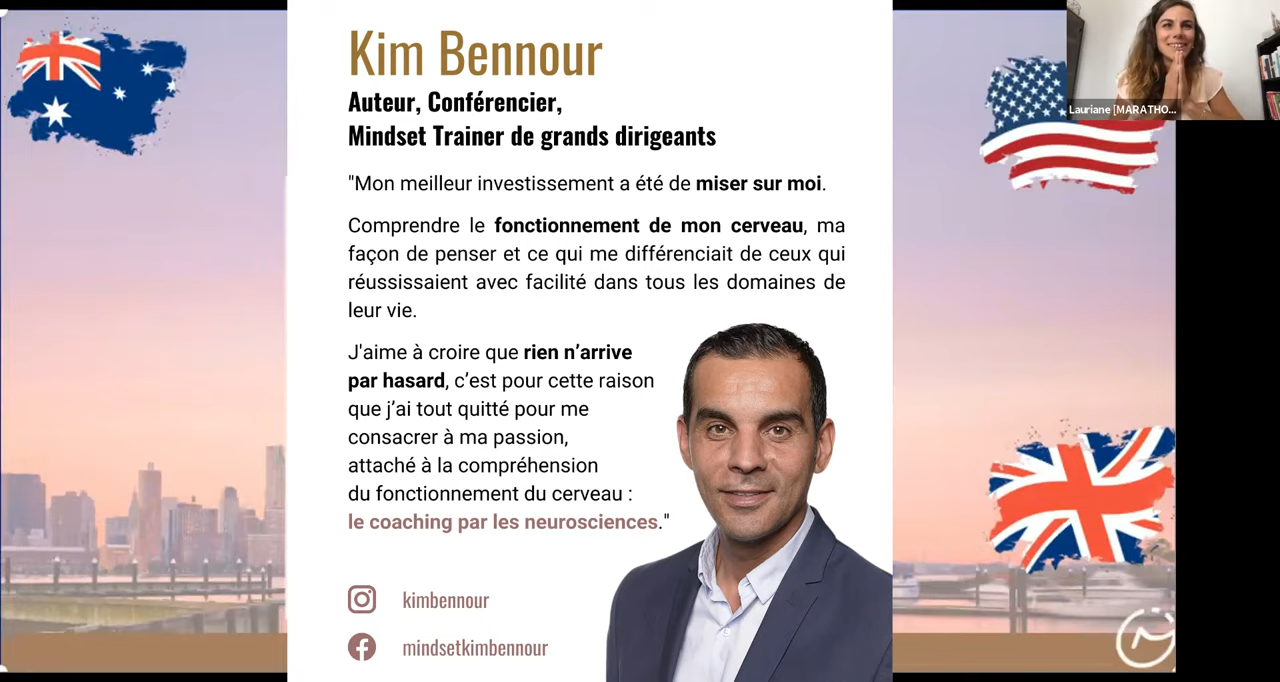 Kim Bennour
Auteur, Conférencier,
Mindset Trainer de grands dirigeants
"Mon meilleur investissement a été de miser sur moi.
Comprendre le fonctionnement de mon cerveau, ma
façon de penser et ce qui me différenciait de ceux qui
réussissaient avec facilité dans tous les domaines de
leur vie.
J'aime à croire que rien n’arrive
par hasard, c’est pour cette raison
que j’ai tout quitté pour me
consacrer à ma passion,
attaché à la compréhension
du fonctionnement du cerveau :
le coaching par les neurosciences."
kimbennour
mindsetkimbennour
Lauriane [MARATHO...